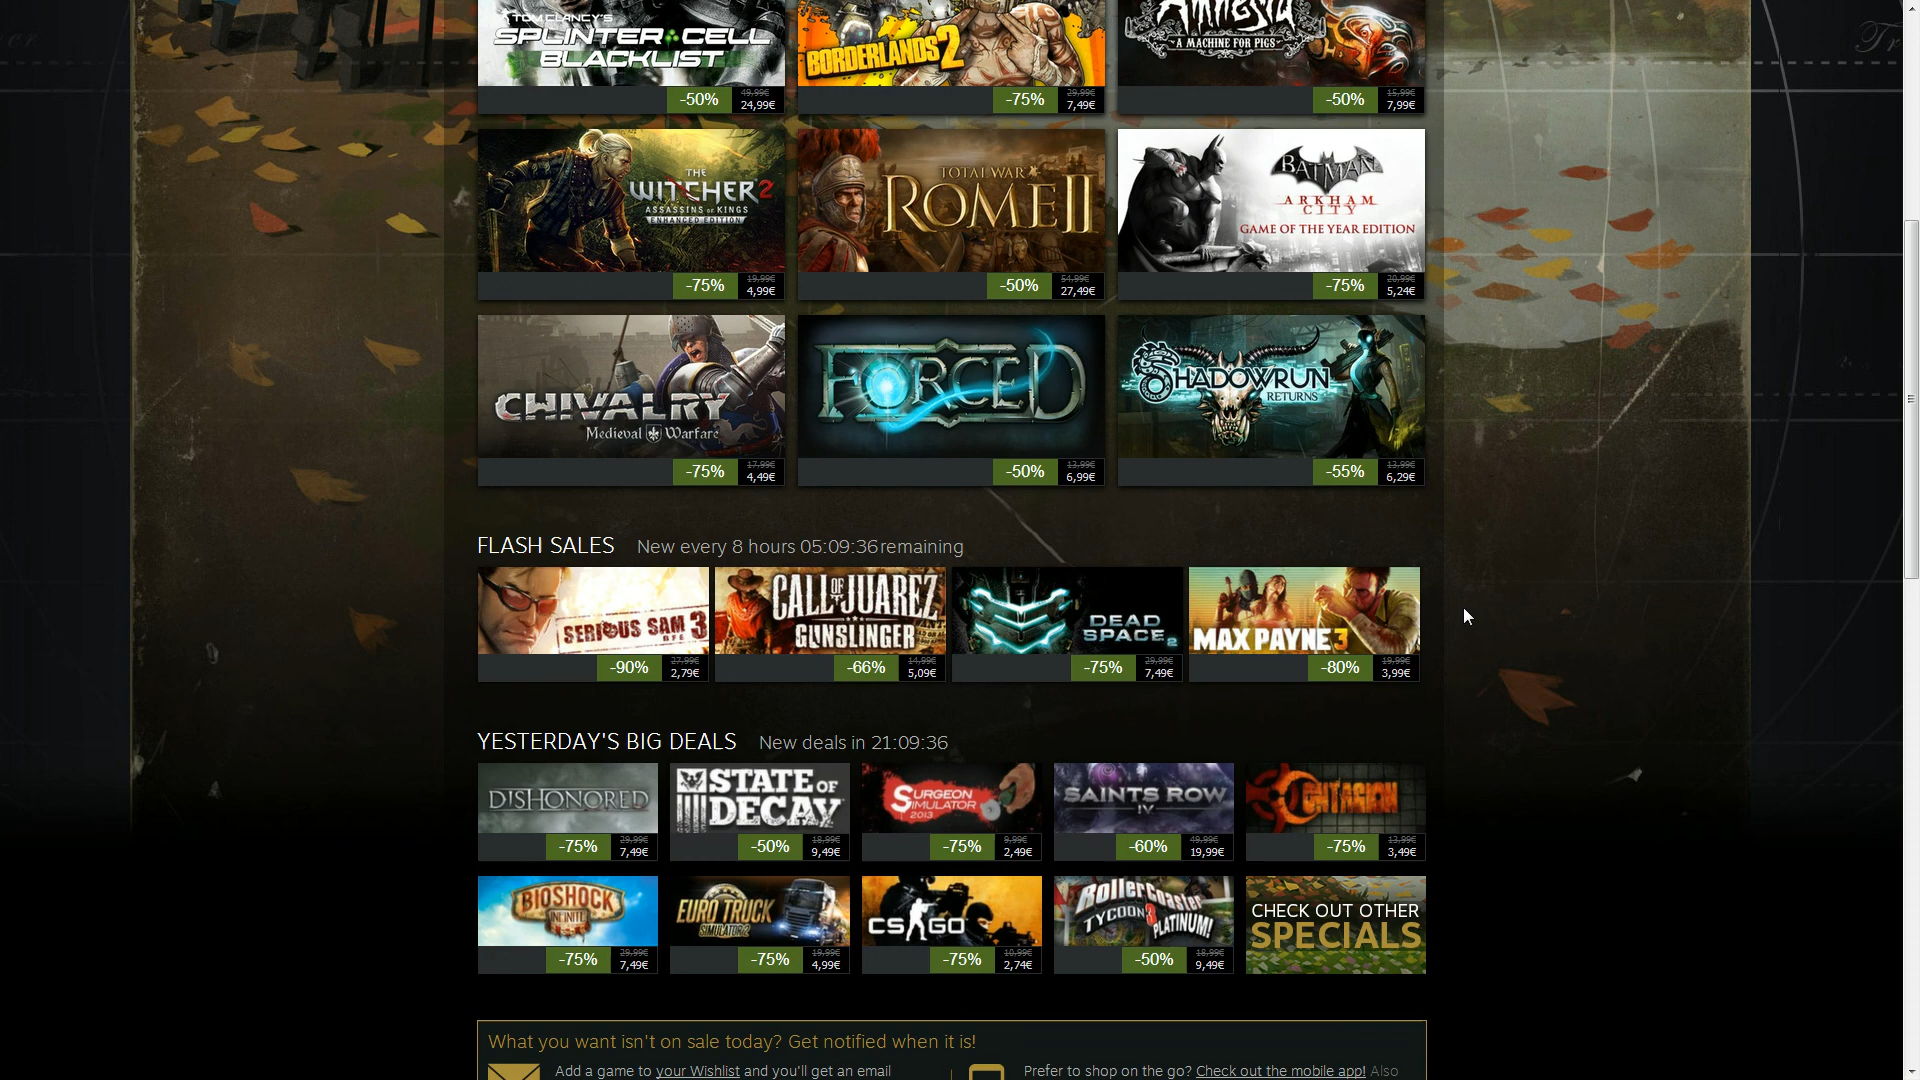 TOM CLANCY'S
SPLINTER CELL
BLACKLIST
BORDERLANDS 2
Amnesia
A MACHINE FOR PIGS
-50% 49,99€
24,99€
-75% 29,99€
7,49€
-50% 15,99€
7,99€
THE
WITCHER 2
ASSASSINS OF KINGS
ENHANCED EDITION
TOTAL WAR
ROME II
BATMAN
ARKHAM
CITY
GAME OF THE YEAR EDITION
-75% 19,99€
4,99€
-50% 54,99€
27,49€
-75% 20,99€
5,24€
CHIVALRY
Medieval Warfare
FORCED
SHADOWRUN
RETURNS
-75% 17,99€
4,49€
-50% 13,99€
6,99€
-55% 13,99€
6,29€
FLASH SALES New every 8 hours 05:09:36remaining
SERIOUS SAM 3
BFE
CALL OF JUAREZ
GUNSLINGER
DEAD
SPACE 2
MAX PAYNE 3
-90% 27,99€
2,79€
-66% 14,99€
5,09€
-75% 29,99€
7,49€
-80% 19,99€
3,99€
YESTERDAY'S BIG DEALS New deals in 21:09:36
DISHONORED
STATE OF
DECAY
SURGEON
SIMULATOR
2013
SAINTS ROW
IV
CONTAGION
-75% 29,99€
7,49€
-50% 18,99€
9,49€
-75% 9,99€
2,49€
-60% 49,99€
19,99€
-75% 13,99€
3,49€
BIOSHOCK
INFINITE
EURO TRUCK
SIMULATOR 2
CS GO
RollerCoaster
TYCOON 3
PLATINUM!
CHECK OUT OTHER
SPECIALS
-75% 29,99€
7,49€
-75% 19,99€
4,99€
-75% 10,99€
2,74€
-50% 18,99€
9,49€
What you want isn't on sale today? Get notified when it is!
Add a game to your Wishlist and you'll get an email
Prefer to shop on the go? Check out the mobile app! Also